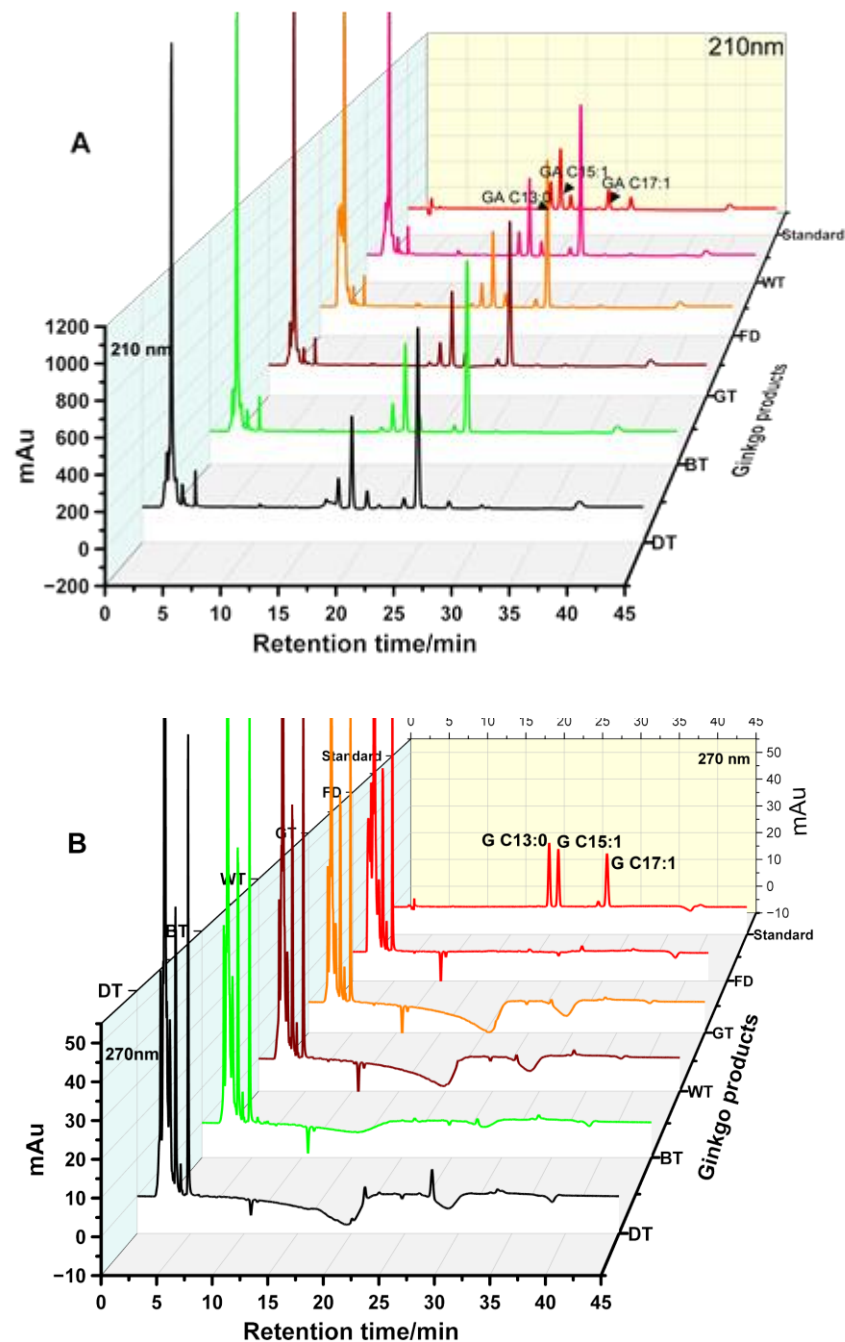 210nm
A
GA C15:1
GA C17:1
GA C13:0
Standard
WT
FD
GT
BT
DT
Ginkgo products
1200
1000
800
600
400
200
0
−200
210 nm
mAu
0 5 10 15 20 25 30 35 40 45
Retention time/min
0 5 10 15 20 25 30 35 40 45
270 nm
50
40
30
20
10
0
−10
mAu
B
G C13:0 G C15:1
G C17:1
Standard
FD
GT
WT
BT
DT
Standard
FD
GT
WT
BT
DT
Ginkgo products
50
40
30
20
10
0
−10
270nm
mAu
0 5 10 15 20 25 30 35 40 45
Retention time/min